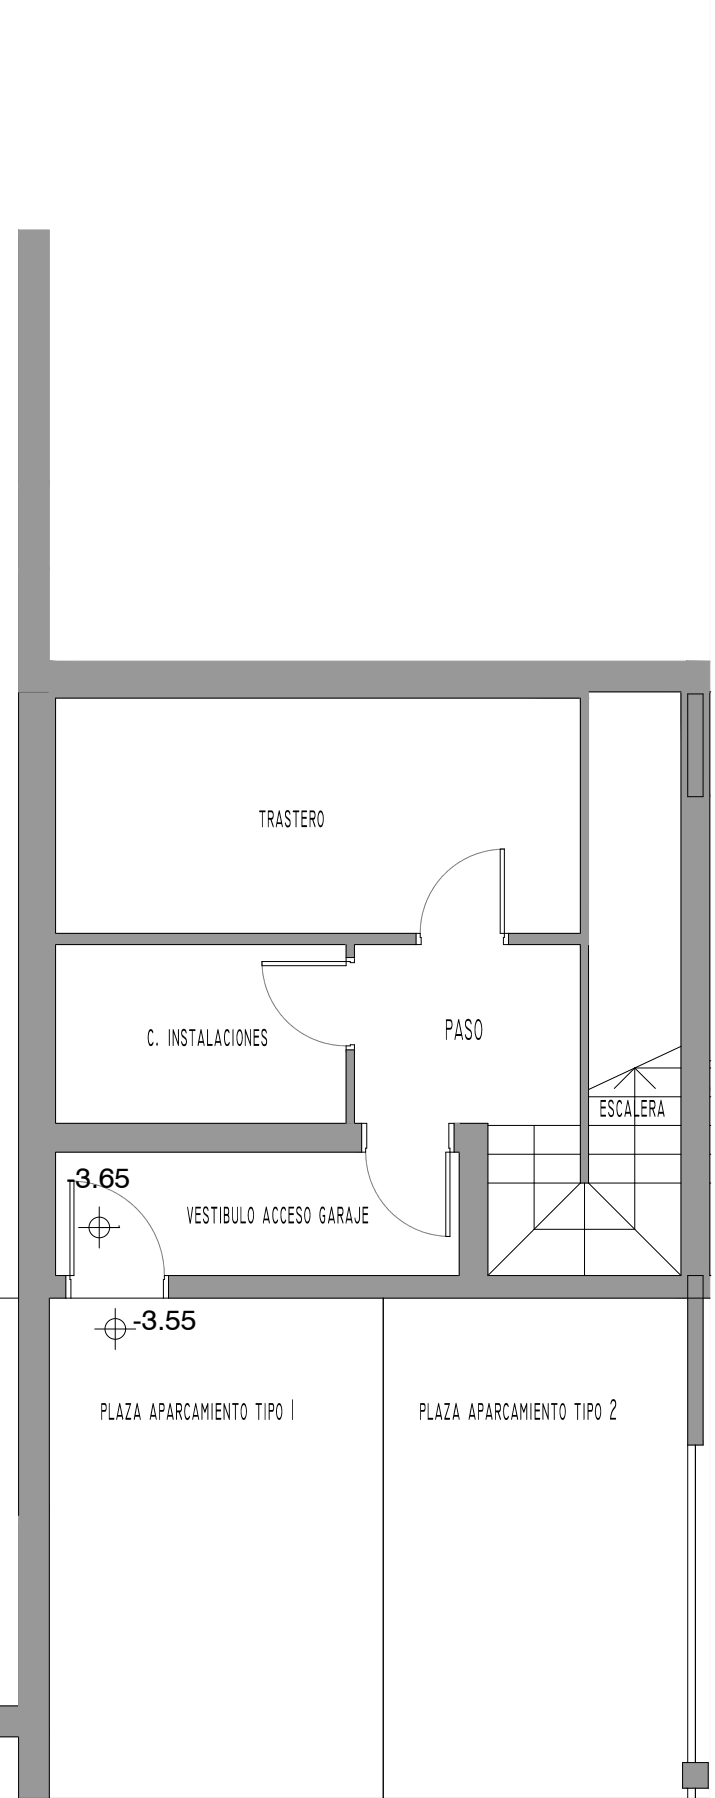 TRASTERO
C. INSTALACIONES
PASO
ESCALERA
-3.65
VESTIBULO ACCESO GARAJE
-3.55
PLAZA APARCAMIENTO TIPO 1
PLAZA APARCAMIENTO TIPO 2